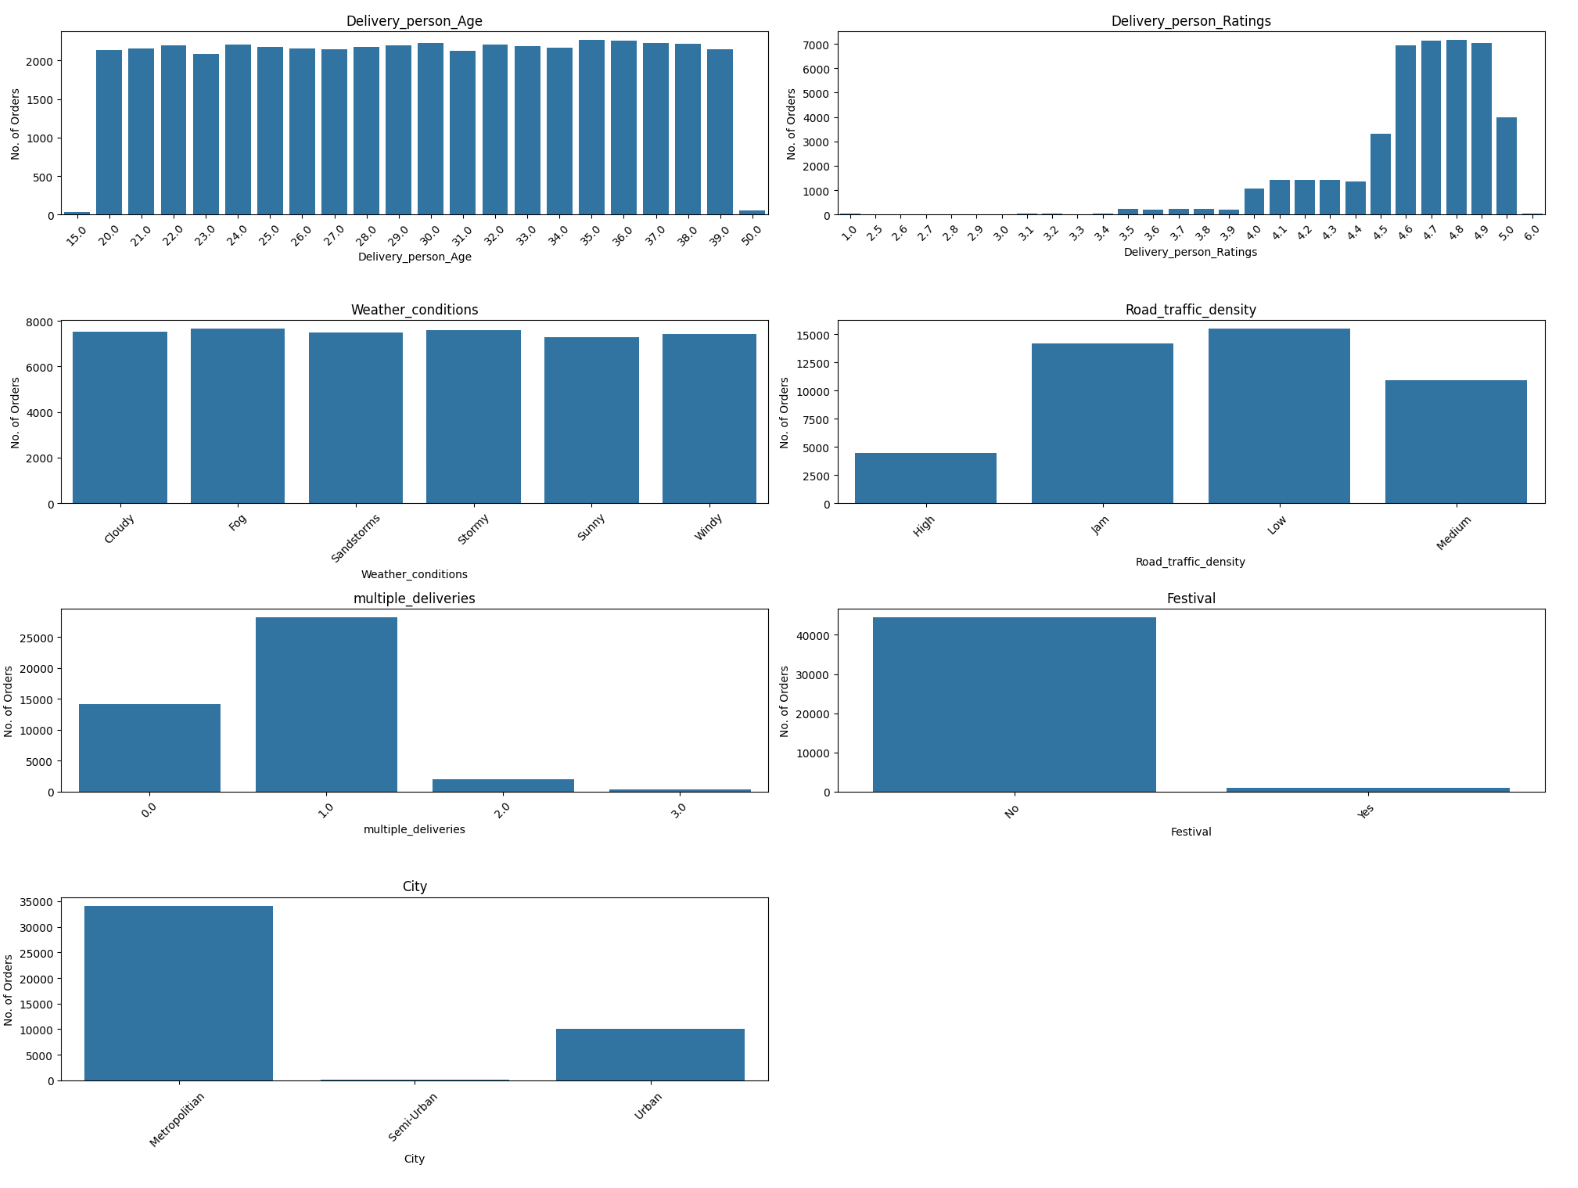 Delivery_person_Age
No. of Orders
2000
1500
1000
500
0
15.0 20.0 21.0 22.0 23.0 24.0 25.0 26.0 27.0 28.0 29.0 30.0 31.0 32.0 33.0 34.0 35.0 36.0 37.0 38.0 39.0 50.0
Delivery_person_Age
Delivery_person_Ratings
No. of Orders
7000
6000
5000
4000
3000
2000
1000
0
1.0 2.5 2.6 2.7 2.8 2.9 3.0 3.1 3.2 3.3 3.4 3.5 3.6 3.7 3.8 3.9 4.0 4.1 4.2 4.3 4.4 4.5 4.6 4.7 4.8 4.9 5.0 6.0
Delivery_person_Ratings
Weather_conditions
No. of Orders
8000
6000
4000
2000
0
Cloudy Fog Sandstorms Stormy Sunny Windy
Weather_conditions
Road_traffic_density
No. of Orders
15000
12500
10000
7500
5000
2500
0
High Jam Low Medium
Road_traffic_density
multiple_deliveries
No. of Orders
25000
20000
15000
10000
5000
0
0.0 1.0 2.0 3.0
multiple_deliveries
Festival
No. of Orders
40000
30000
20000
10000
0
No Yes
Festival
City
No. of Orders
35000
30000
25000
20000
15000
10000
5000
0
Metropolitian Semi-Urban Urban
City